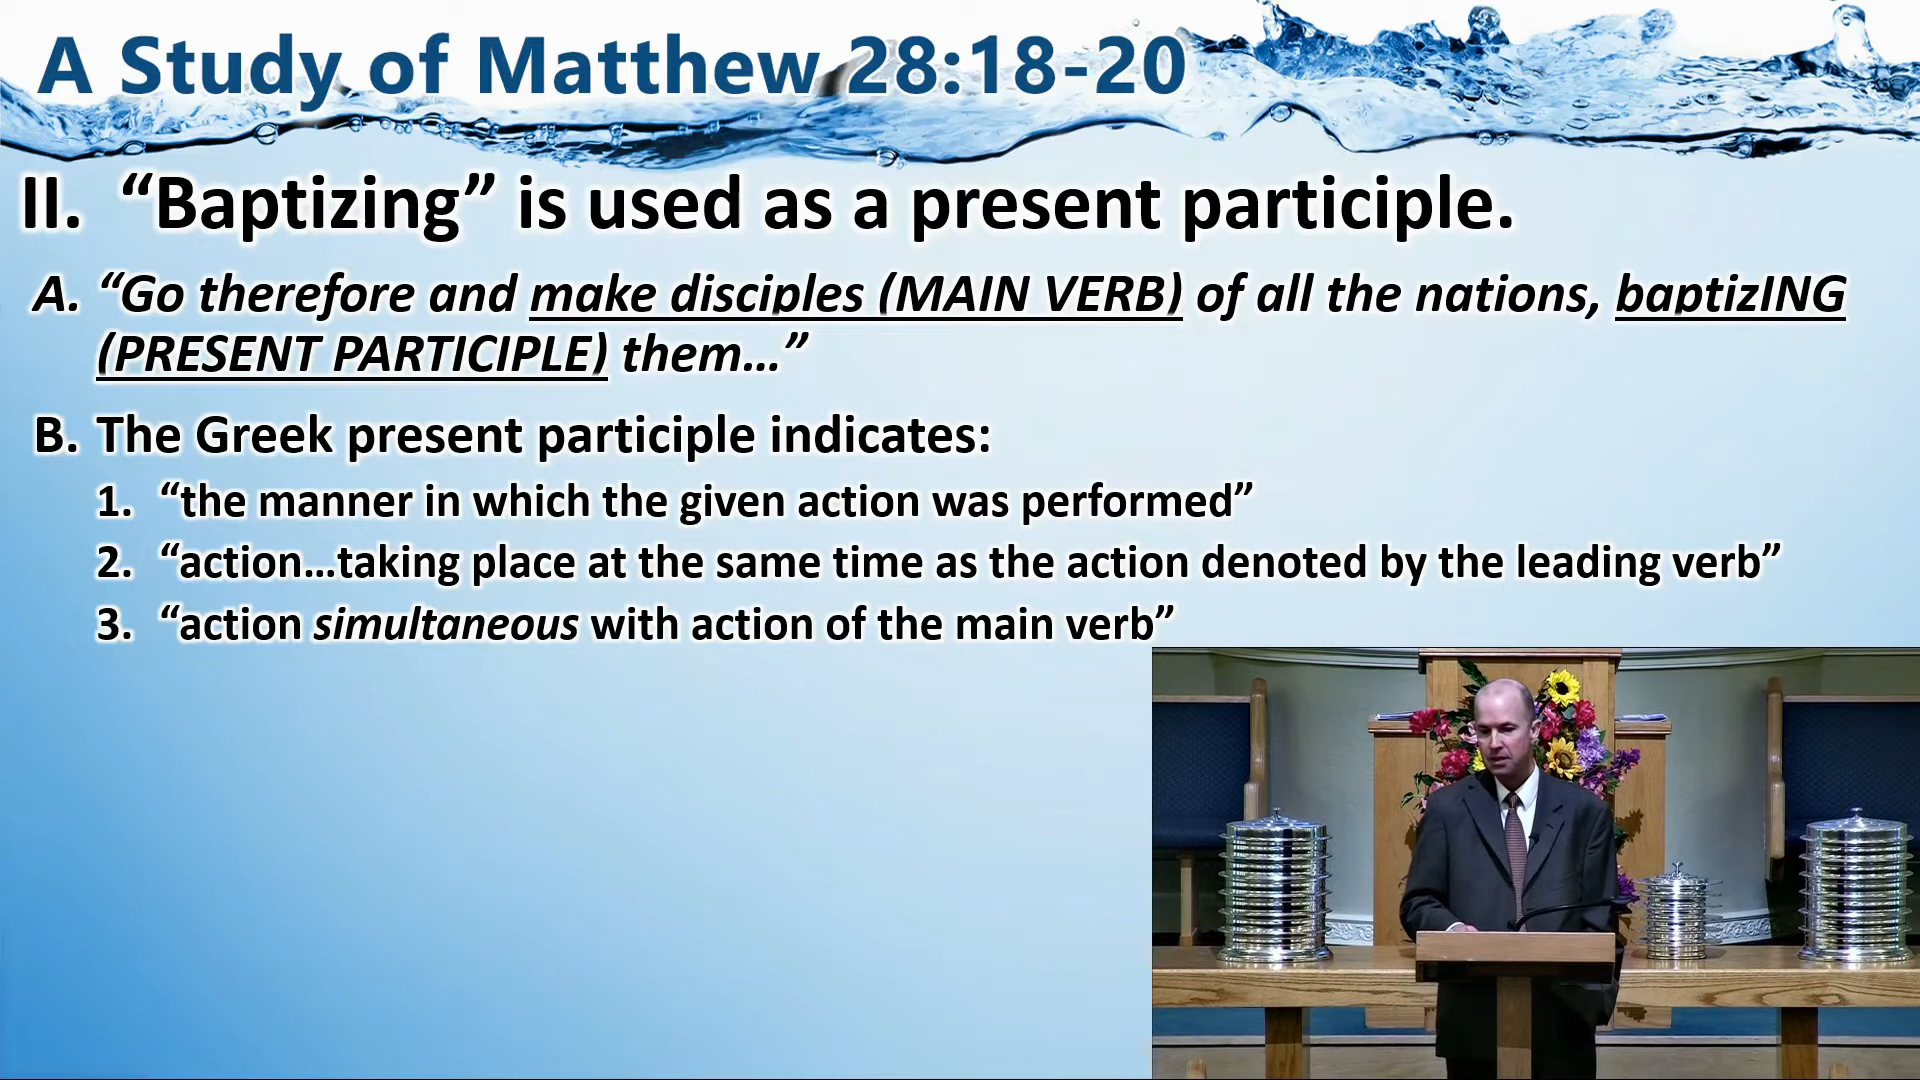 A Study of Matthew 28:18-20
II. “Baptizing” is used as a present participle.
A. “Go therefore and make disciples (MAIN VERB) of all the nations, baptizING
(PRESENT PARTICIPLE) them…”
B. The Greek present participle indicates:
1. “the manner in which the given action was performed”
2. “action…taking place at the same time as the action denoted by the leading verb”
3. “action simultaneous with action of the main verb”